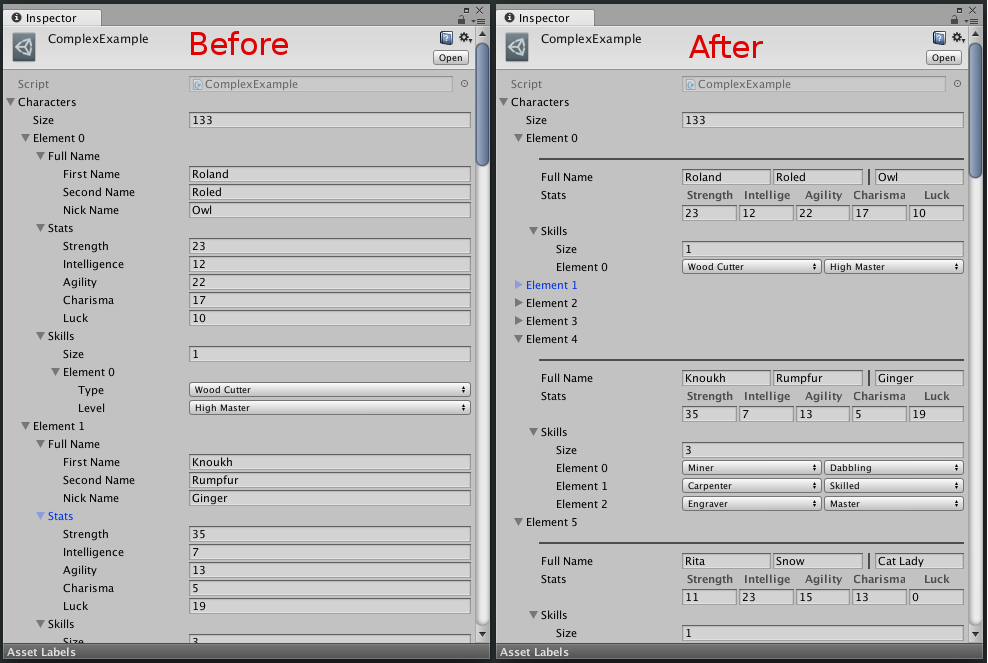 Inspector
ComplexExample
Before
Open
Script ComplexExample
Characters
Size 133
Element 0
Full Name
First Name Roland
Second Name Roled
Nick Name Owl
Stats
Strength 23
Intelligence 12
Agility 22
Charisma 17
Luck 10
Skills
Size 1
Element 0
Type Wood Cutter
Level High Master
Element 1
Full Name
First Name Knoukh
Second Name Rumpfur
Nick Name Ginger
Stats
Strength 35
Intelligence 7
Agility 13
Charisma 5
Luck 19
Skills
Size 3
Asset Labels
Inspector
ComplexExample
After
Open
Script ComplexExample
Characters
Size 133
Element 0
Full Name Roland Roled Owl
Stats Strength Intellige Agility Charisma Luck
23 12 22 17 10
Skills
Size 1
Element 0 Wood Cutter High Master
Element 1
Element 2
Element 3
Element 4
Full Name Knoukh Rumpfur Ginger
Stats Strength Intellige Agility Charisma Luck
35 7 13 5 19
Skills
Size 3
Element 0 Miner Dabbling
Element 1 Carpenter Skilled
Element 2 Engraver Master
Element 5
Full Name Rita Snow Cat Lady
Stats Strength Intellige Agility Charisma Luck
11 23 15 13 0
Skills
Size 1
Asset Labels